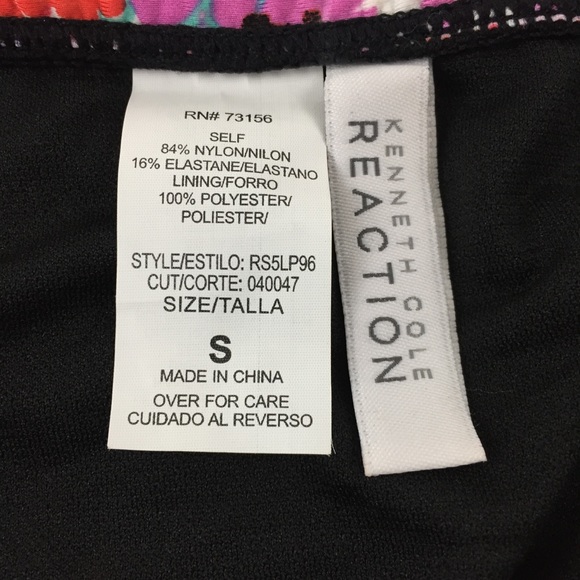 RN# 73156
SELF
84% NYLON/NILON
16% ELASTANE/ELASTANO
LINING/FORRO
100% POLYESTER/
POLIESTER/
STYLE/ESTILO: RS5LP96
CUT/CORTE: 040047
SIZE/TALLA
S
MADE IN CHINA
OVER FOR CARE
CUIDADO AL REVERSO
KENNETH COLE
REACTION